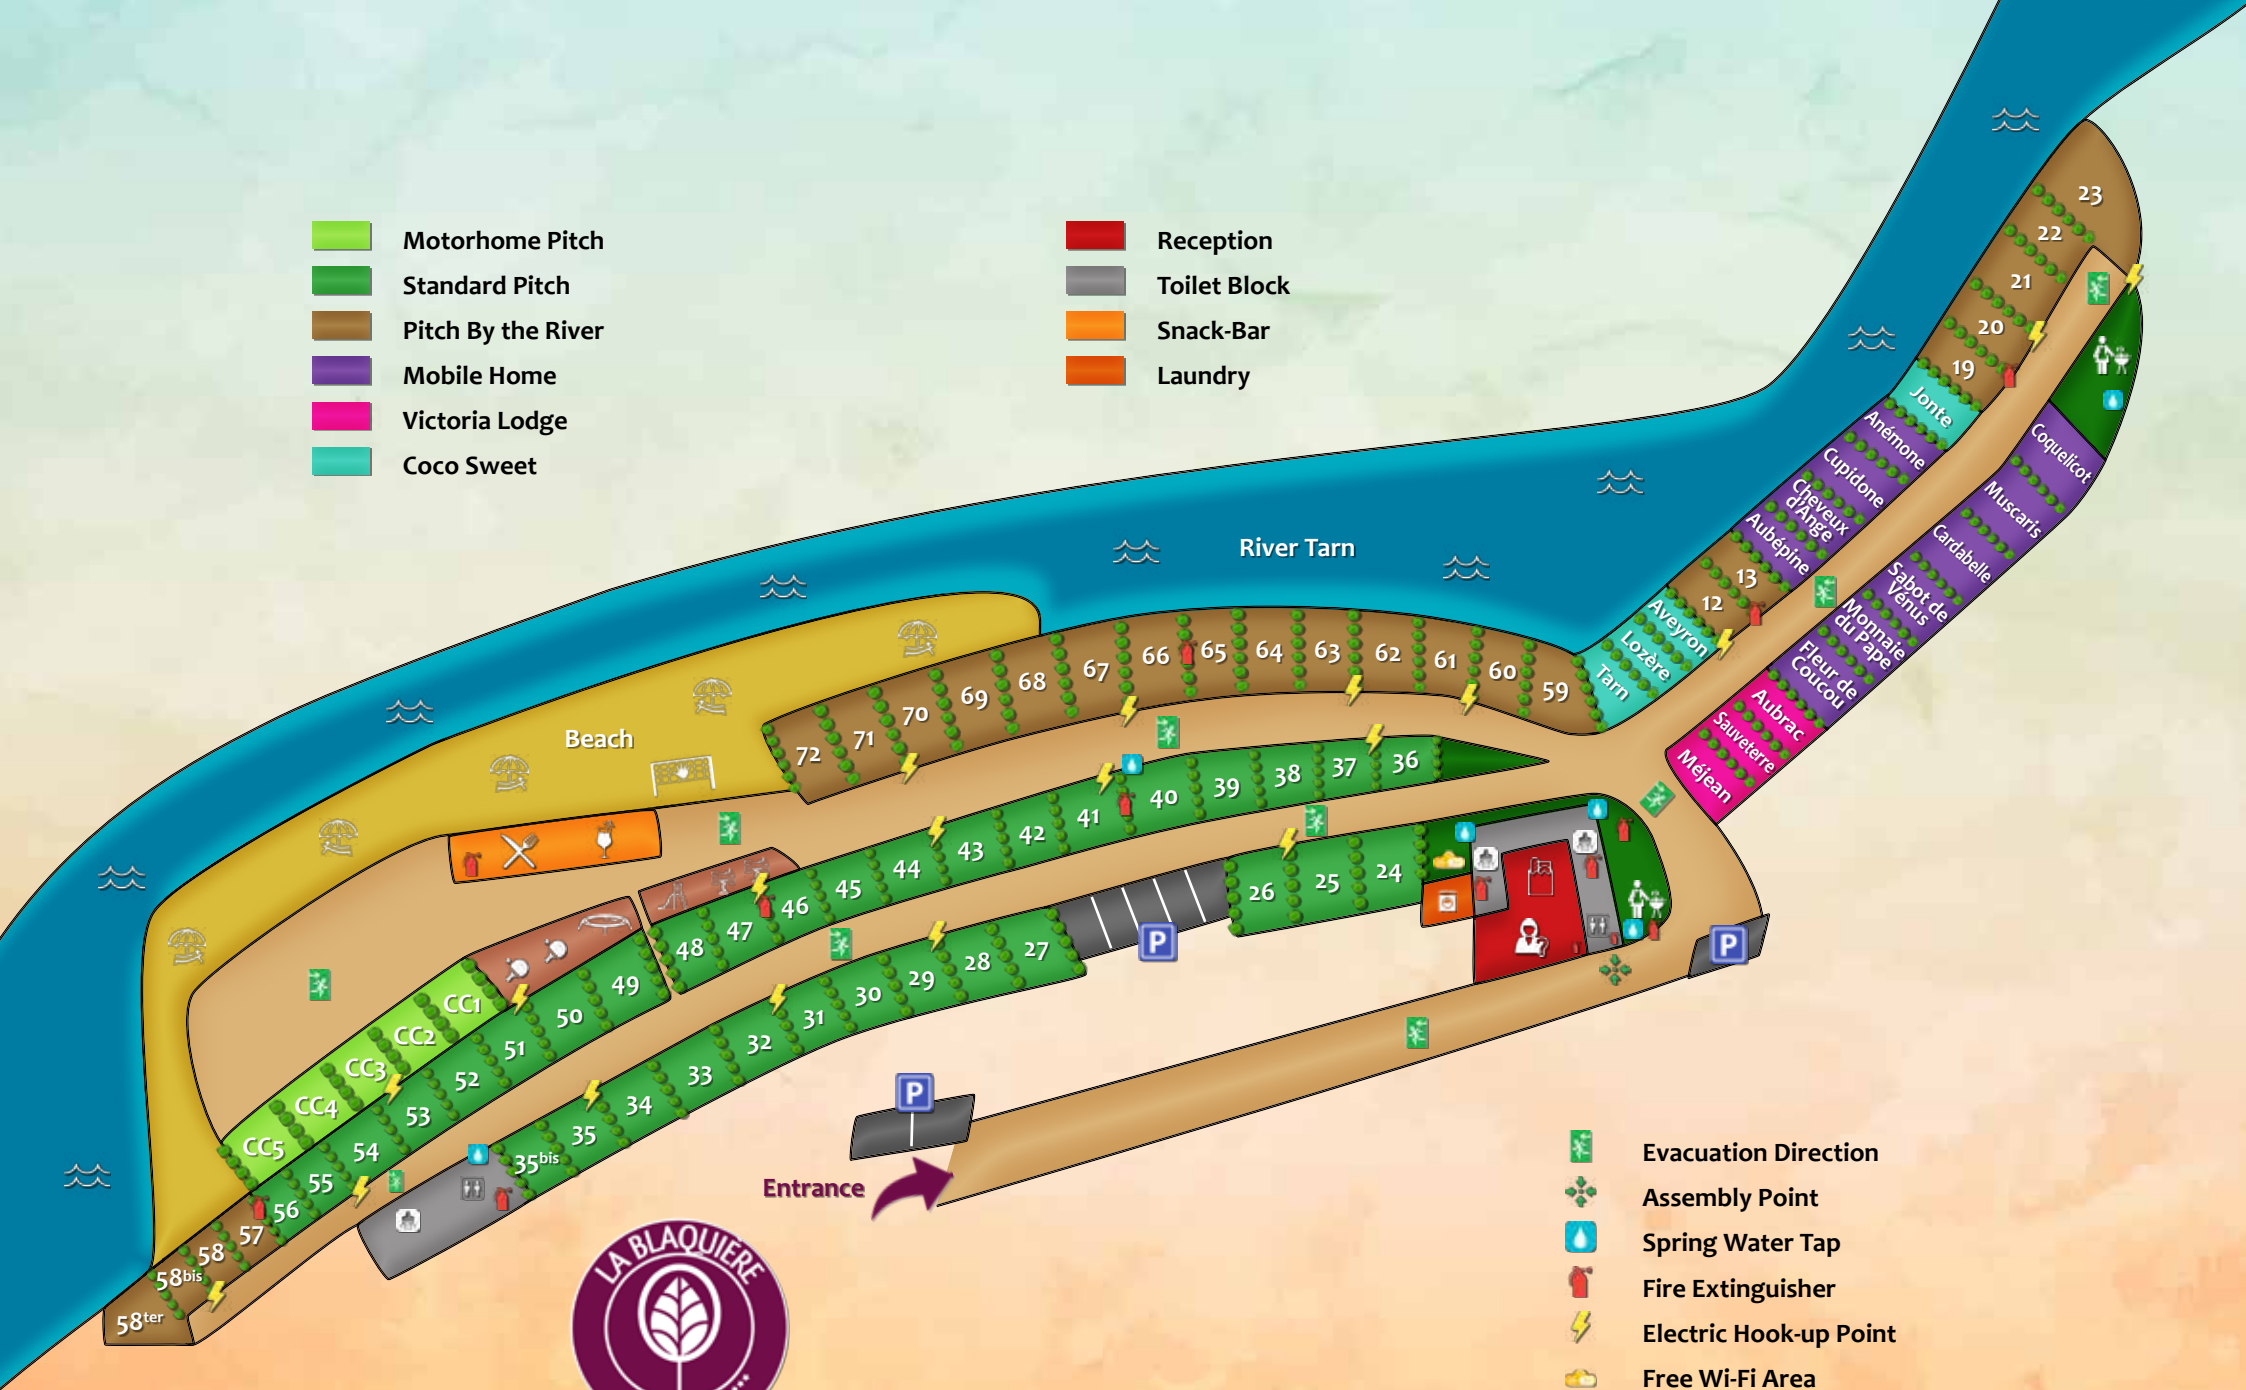 Motorhome Pitch
Standard Pitch
Pitch By the River
Mobile Home
Victoria Lodge
Coco Sweet
Reception
Toilet Block
Snack-Bar
Laundry
23
22
21
20
19
Jonte
Anémone
Cupidone
Cheveux
d'Ange
Aubépine
13
12
Aveyron
Lozère
Tarn
Coquelicot
Muscaris
Cardabelle
Sabot de
Vénus
Monnaie
du Pape
Fleur de
Coucou
Aubrac
Sauveterre
Méjean
River Tarn
Beach
72
71
70
69
68
67
66
65
64
63
62
61
60
59
36
37
38
39
40
41
42
43
44
45
46
47
48
49
50
51
52
53
54
55
56
57
58
58bis
58ter
CC1
CC2
CC3
CC4
CC5
24
25
26
P
27
28
29
30
31
32
33
34
35
35bis
P
P
Entrance
LA BLAQUIÈRE
Evacuation Direction
Assembly Point
Spring Water Tap
Fire Extinguisher
Electric Hook-up Point
Free Wi-Fi Area